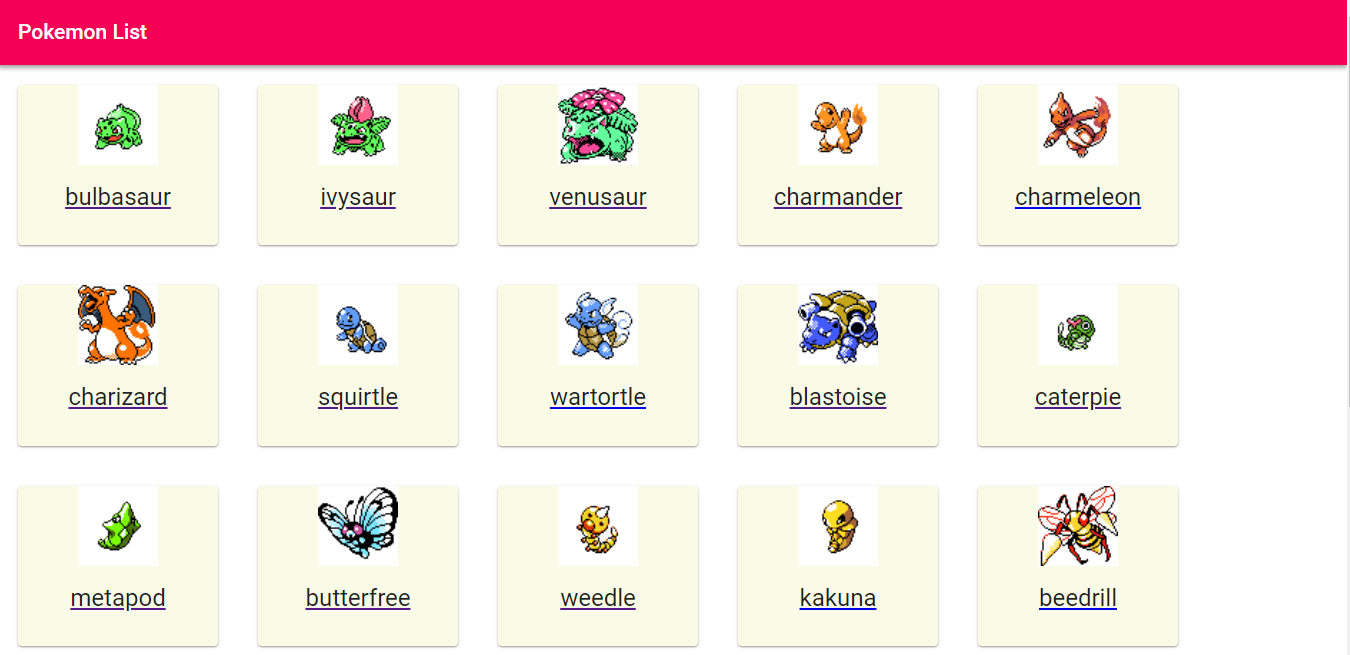 Pokemon List
bulbasaur
ivysaur
venusaur
charmander
charmeleon
charizard
squirtle
wartortle
blastoise
caterpie
metapod
butterfree
weedle
kakuna
beedrill